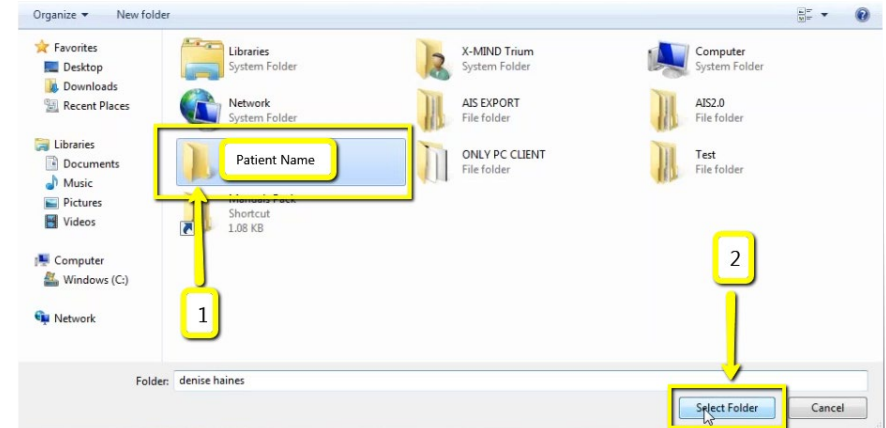 Organize New folder
Favorites
Desktop
Downloads
Recent Places
Libraries
Documents
Music
Pictures
Videos
Computer
Windows (C:)
Network
Libraries
System Folder
X-MIND Trium
System Folder
Computer
System Folder
Network
System Folder
AIS EXPORT
File folder
AIS2.0
File folder
Patient Name
ONLY PC CLIENT
File folder
Test
File folder
Manuals Pack
Shortcut
1.08 KB
1
2
Folder: denise haines
Select Folder
Cancel